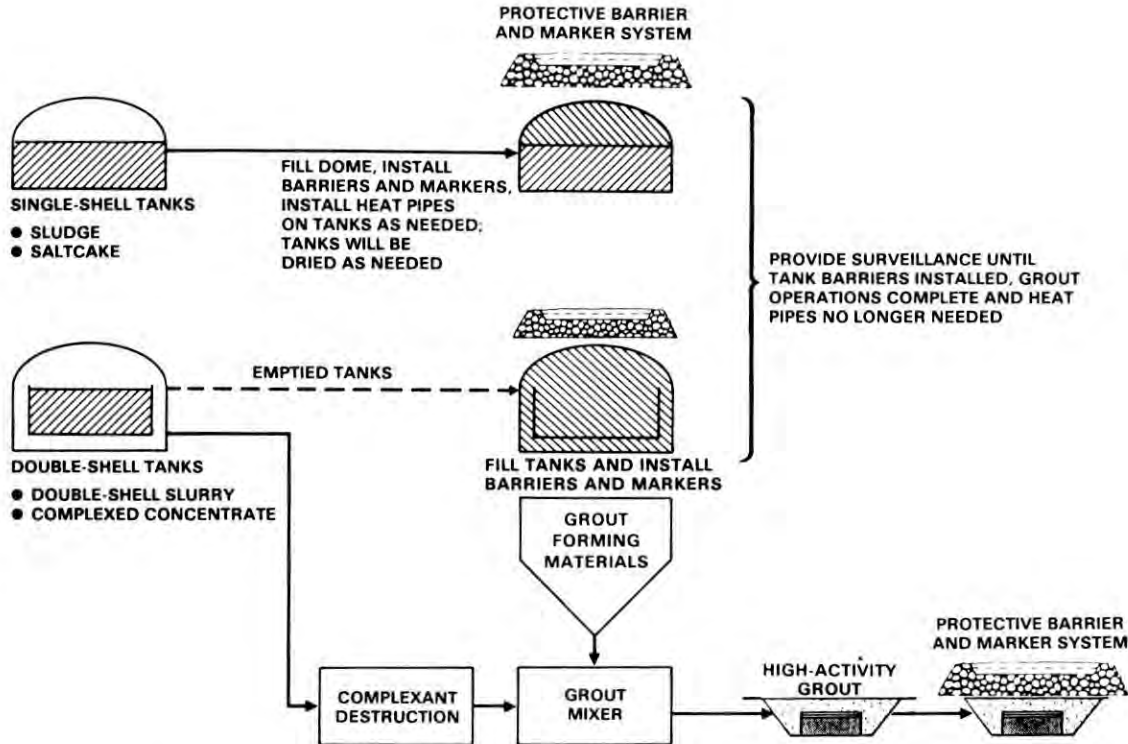 PROTECTIVE BARRIER
AND MARKER SYSTEM
FILL DOME, INSTALL
BARRIERS AND MARKERS,
INSTALL HEAT PIPES
ON TANKS AS NEEDED;
TANKS WILL BE
DRIED AS NEEDED
SINGLE-SHELL TANKS
● SLUDGE
● SALTCAKE
PROVIDE SURVEILLANCE UNTIL
TANK BARRIERS INSTALLED, GROUT
OPERATIONS COMPLETE AND HEAT
PIPES NO LONGER NEEDED
EMPTIED TANKS
DOUBLE-SHELL TANKS
● DOUBLE-SHELL SLURRY
● COMPLEXED CONCENTRATE
FILL TANKS AND INSTALL
BARRIERS AND MARKERS
GROUT
FORMING
MATERIALS
COMPLEXANT
DESTRUCTION
GROUT
MIXER
HIGH-ACTIVITY
GROUT
PROTECTIVE BARRIER
AND MARKER SYSTEM